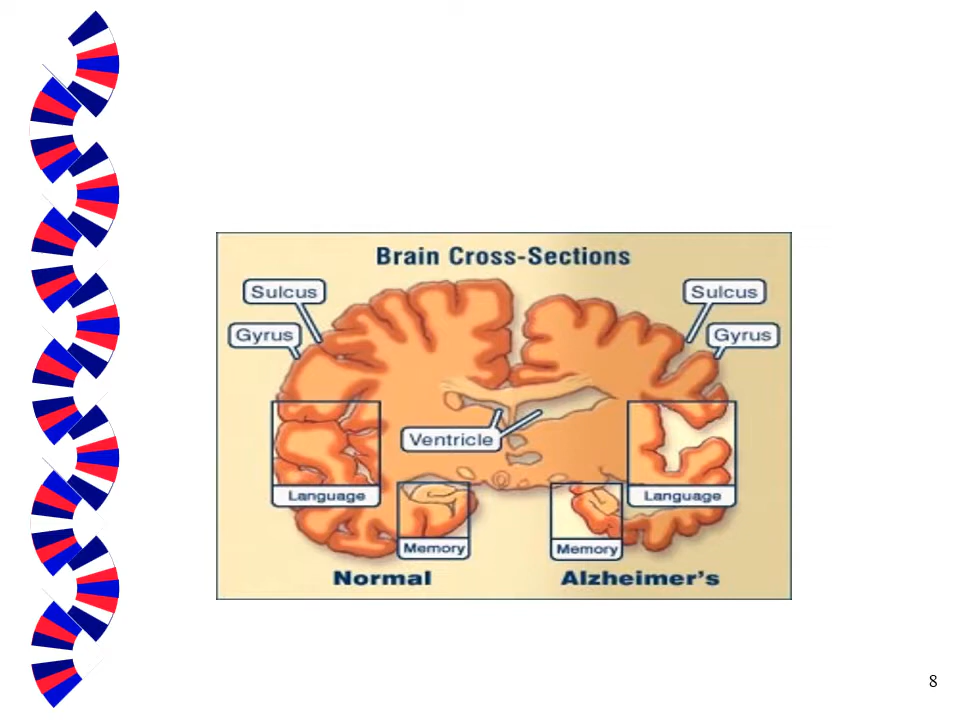 Brain Cross-Sections
Sulcus
Sulcus
Gyrus
Gyrus
Ventricle
Language
Language
Memory
Memory
Normal
Alzheimer's
8